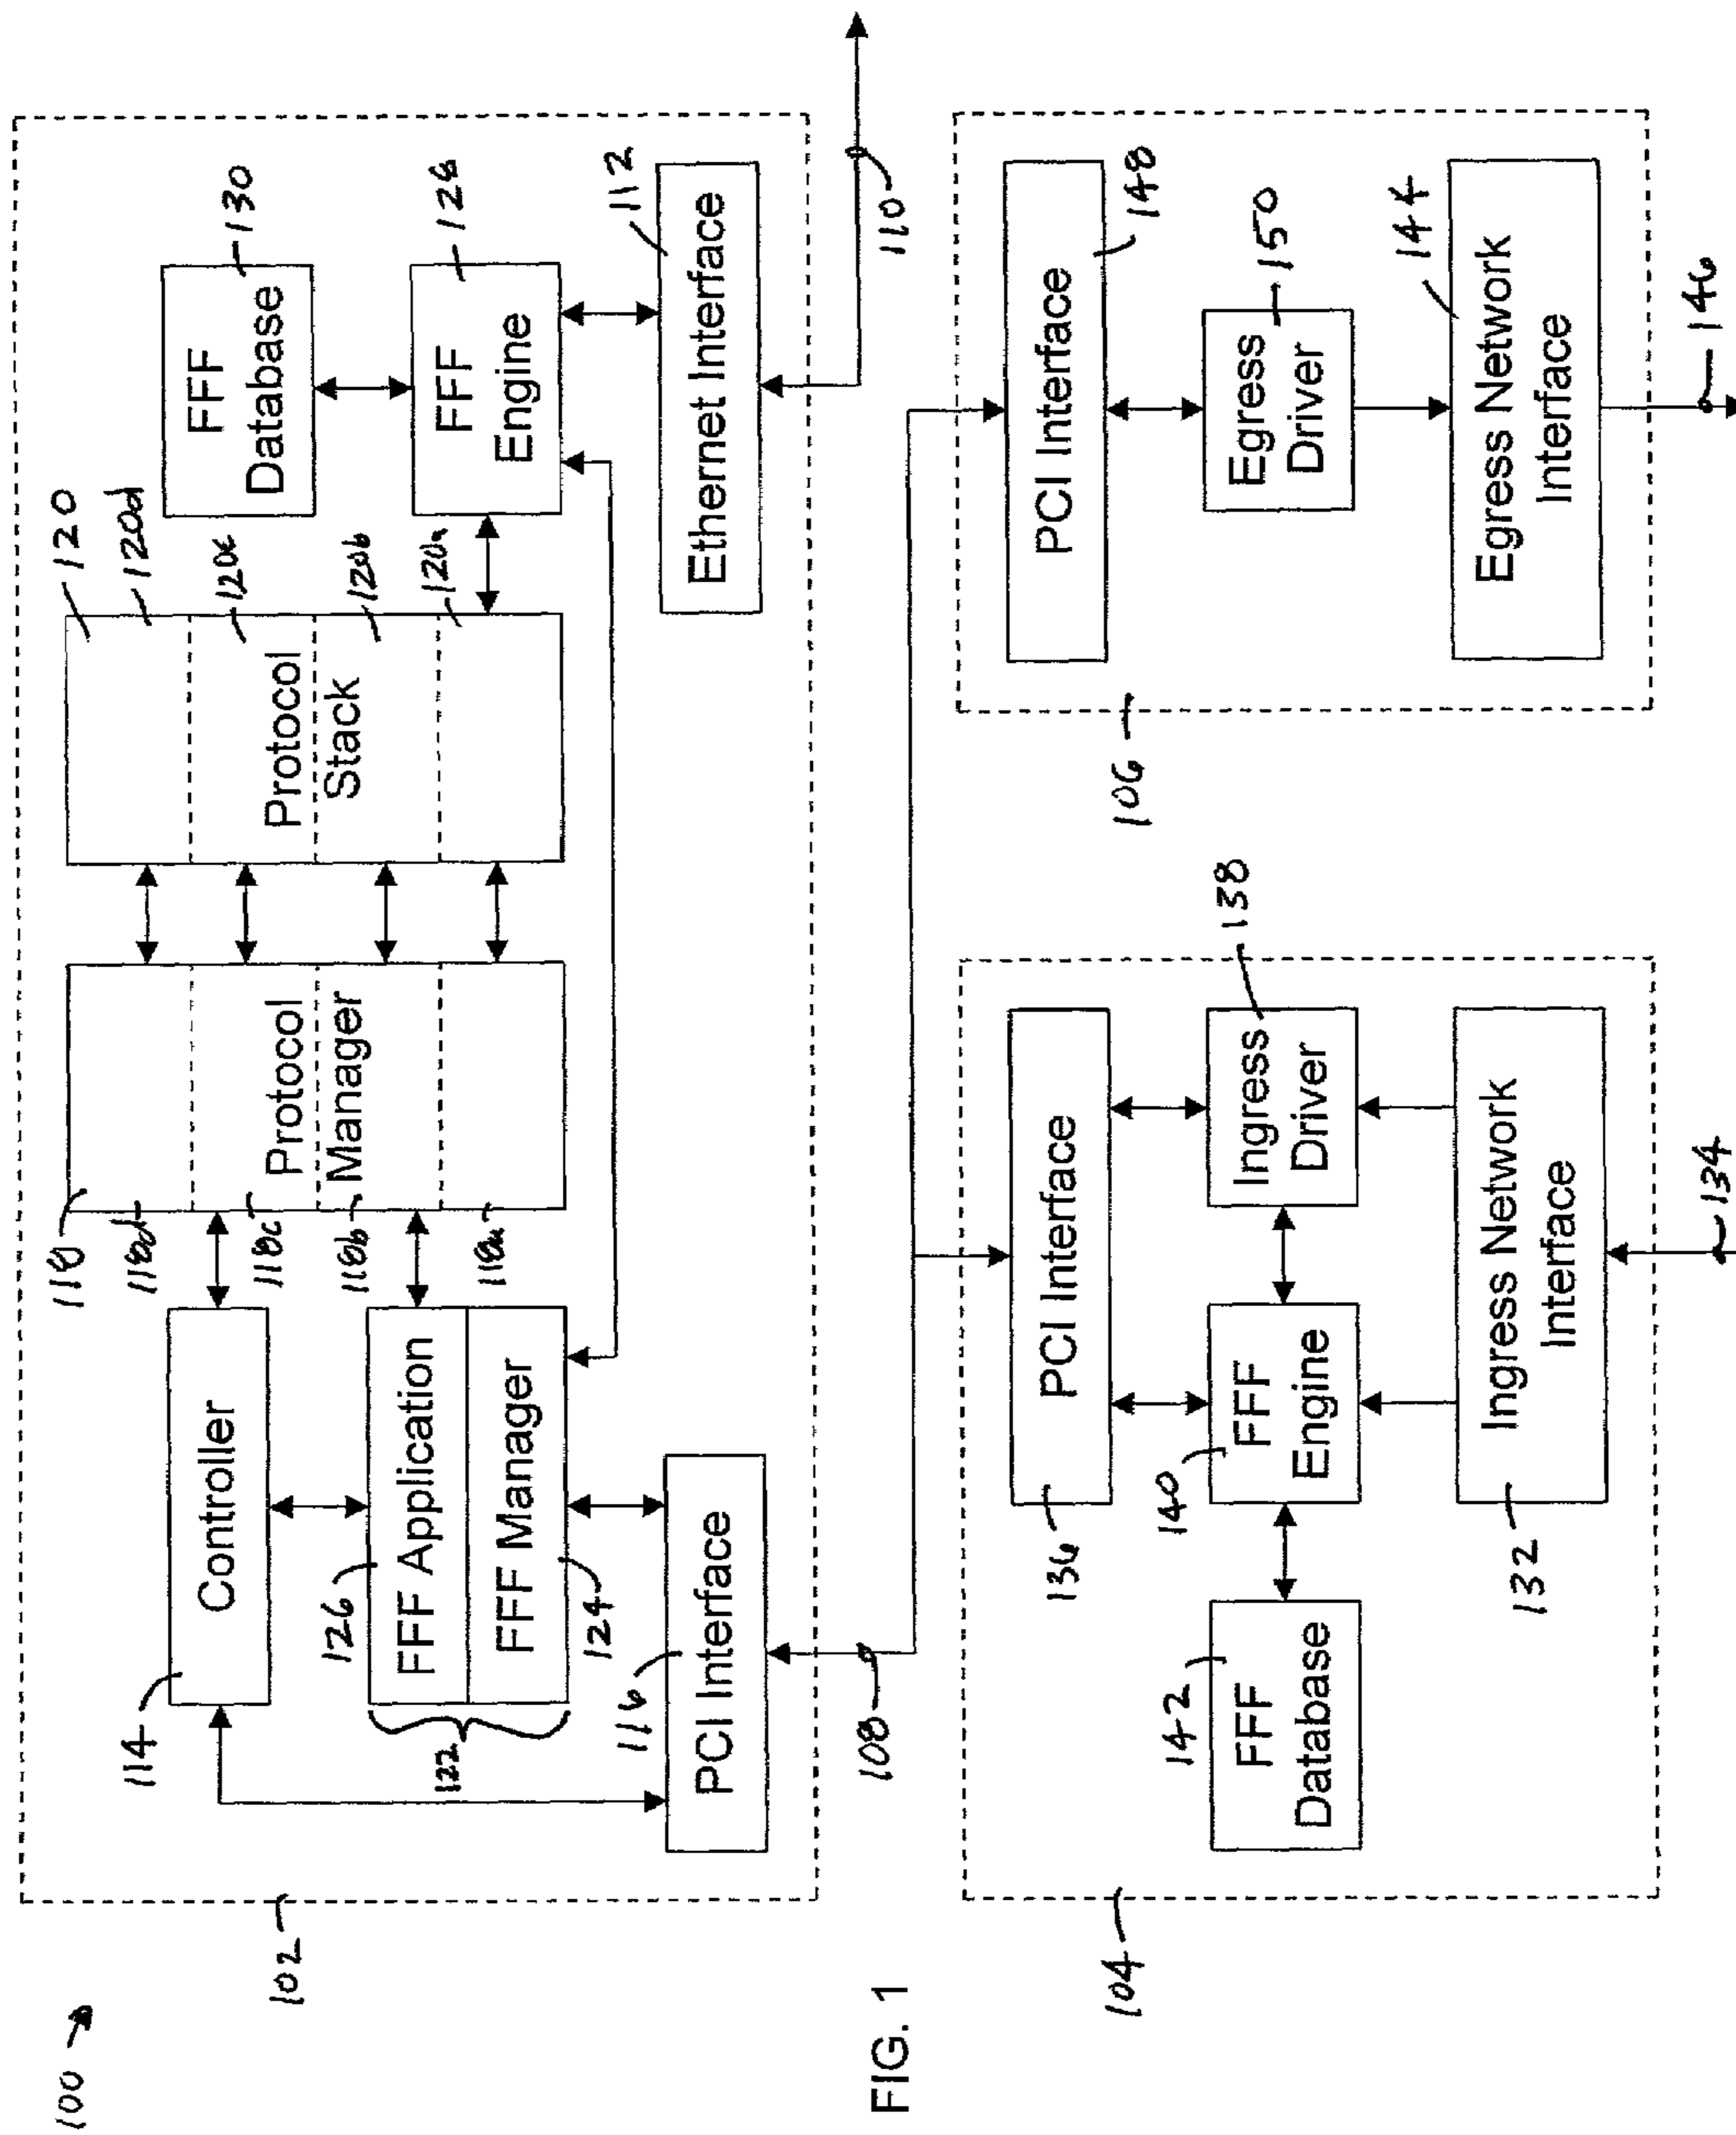 100
102
114
Controller
118
118d
118c
118b
118a
Protocol
Manager
120
120d
120c
120b
120a
Protocol
Stack
FFF
Database
130
FFF
Engine
126
126
FFF Application
FFF Manager
122
124
116
PCI Interface
Ethernet Interface
112
108
110
FIG. 1
104
136
PCI Interface
142
FFF
Database
140
FFF
Engine
Ingress
Driver
138
132
Ingress Network
Interface
134
106
PCI Interface
148
Egress
Driver
150
Egress Network
Interface
144
146